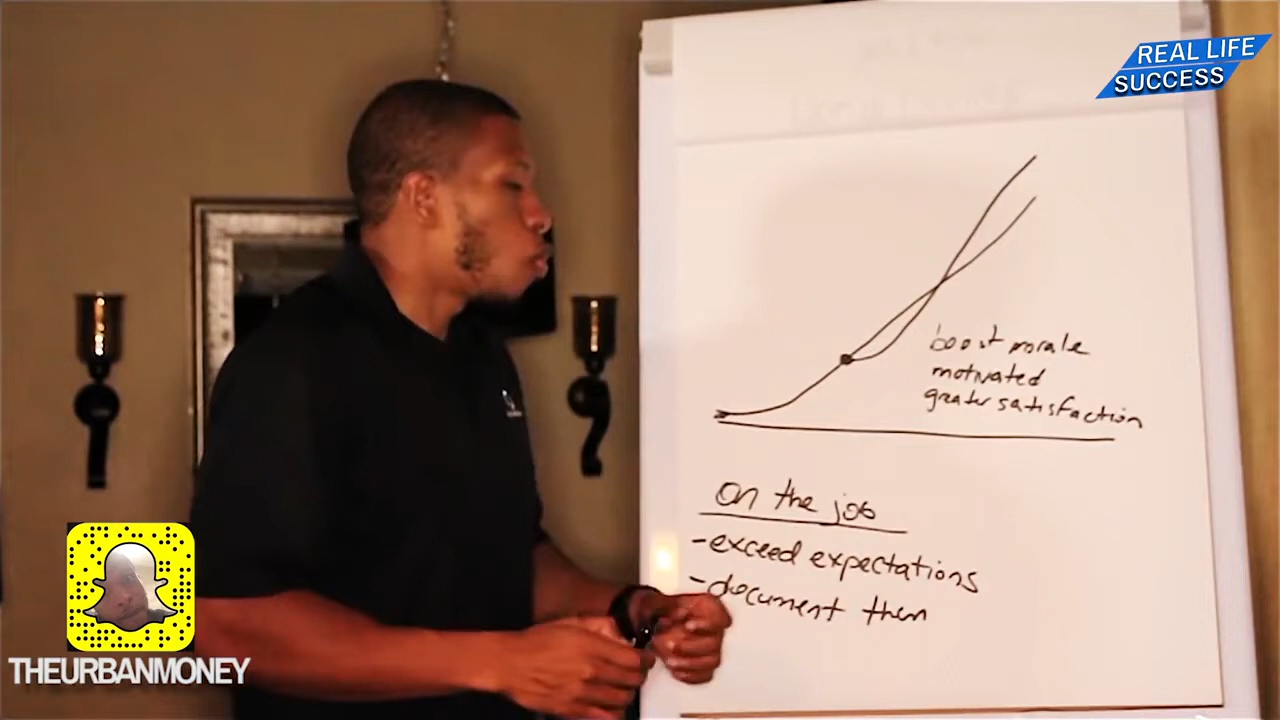 REAL LIFE
SUCCESS
boost morale
motivated
greater satisfaction
on the job
-exceed expectations
-document them
THEURBANMONEY